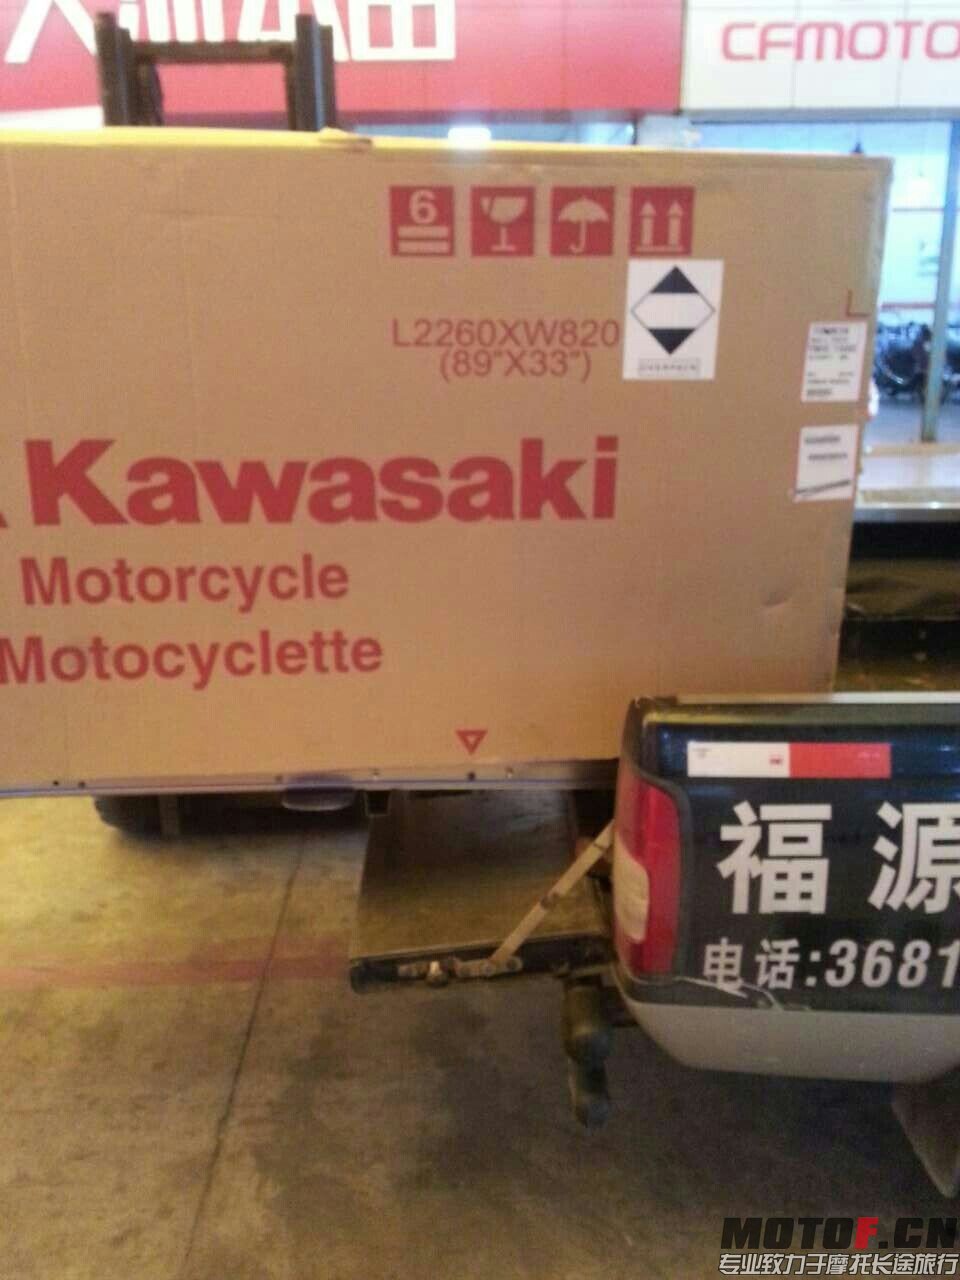 CFMOTO
6
L2260XW820
(89"X33")
OVERPACK
Kawasaki
Motorcycle
Motocyclette
福源
电话:3681
MOTOF.CN
专业致力于摩托长途旅行